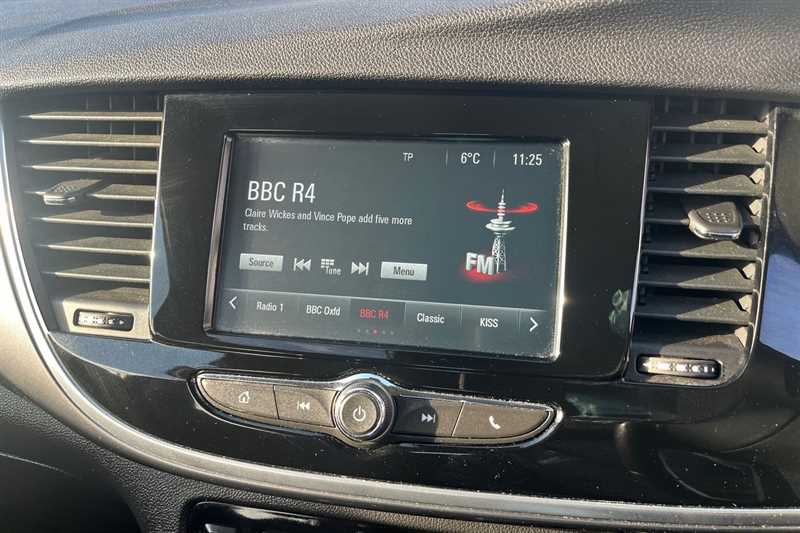 TP 6°C 11:25
BBC R4
Claire Wickes and Vince Pope add five more
tracks.
Source Tune Menu
FM
Radio 1 BBC Oxfd BBC R4 Classic KISS